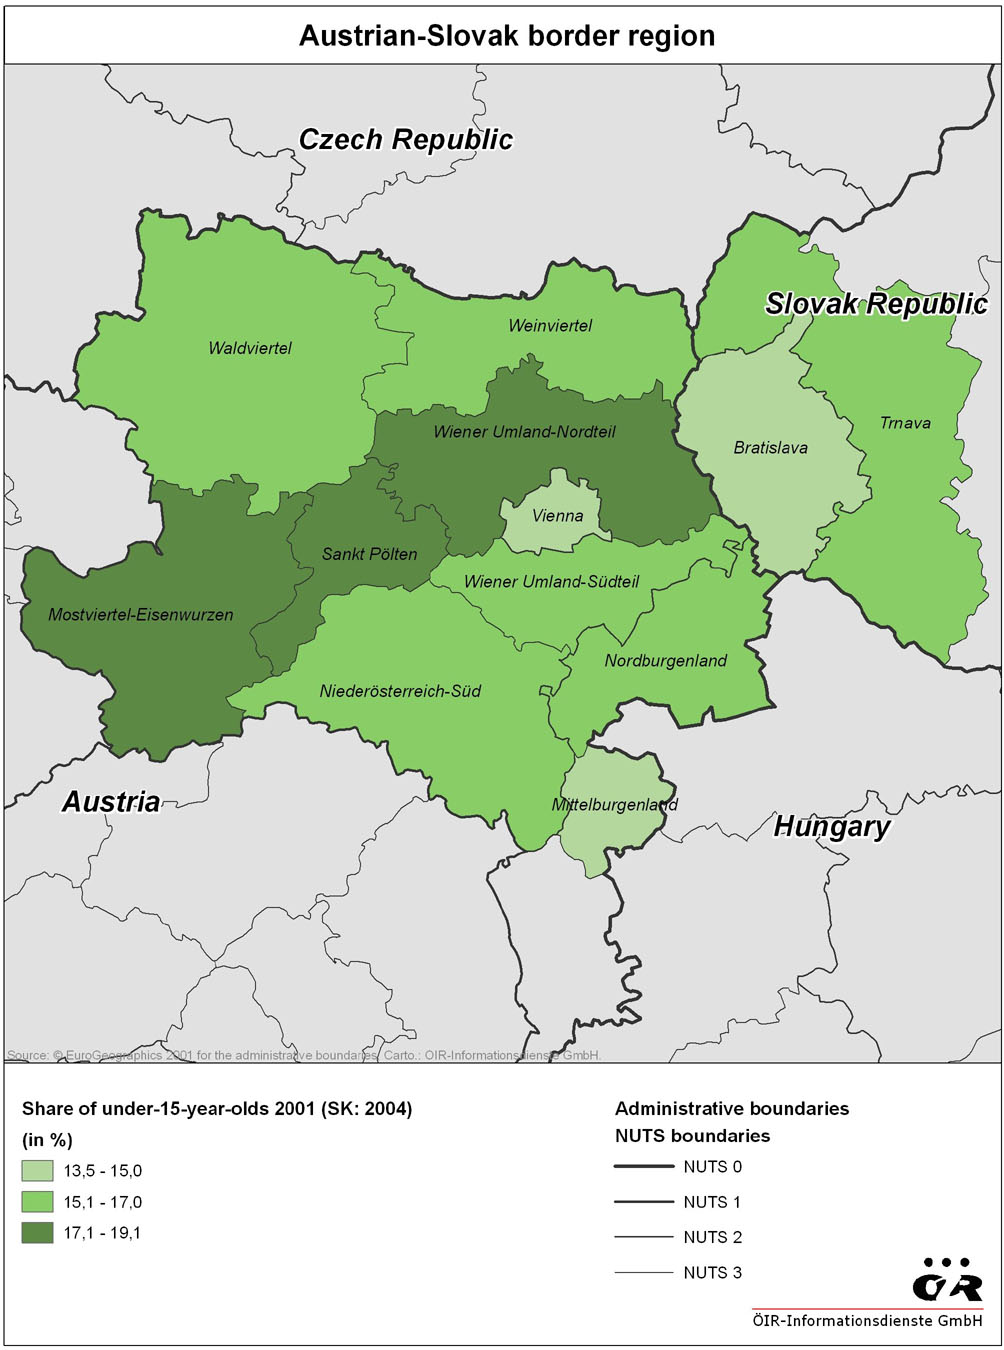 Austrian-Slovak border region
Czech Republic
Slovak Republic
Weinviertel
Waldviertel
Trnava
Wiener Umland-Nordteil
Bratislava
Vienna
Sankt Pölten
Wiener Umland-Südteil
Mostviertel-Eisenwurzen
Nordburgenland
Niederösterreich-Süd
Austria
Mittelburgenland
Hungary
Source: © EuroGeographics 2001 for the administrative boundaries, Carto.: ÖIR-Informationsdienste GmbH.
Share of under-15-year-olds 2001 (SK: 2004)
(in %)
13,5 - 15,0
15,1 - 17,0
17,1 - 19,1
Administrative boundaries
NUTS boundaries
NUTS 0
NUTS 1
NUTS 2
NUTS 3
ÖIR
ÖIR-Informationsdienste GmbH